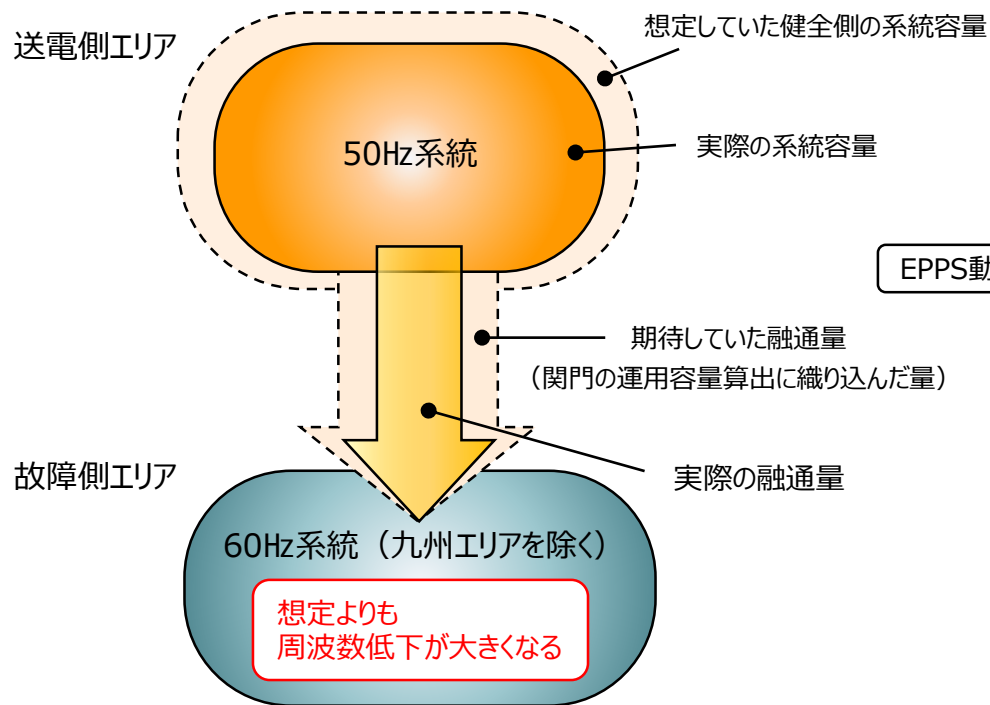 送電側エリア
想定していた健全側の系統容量
50Hz系統
実際の系統容量
EPPS動
期待していた融通量
（関門の運用容量算出に織り込んだ量）
故障側エリア
実際の融通量
60Hz系統（九州エリアを除く）
想定よりも
周波数低下が大きくなる